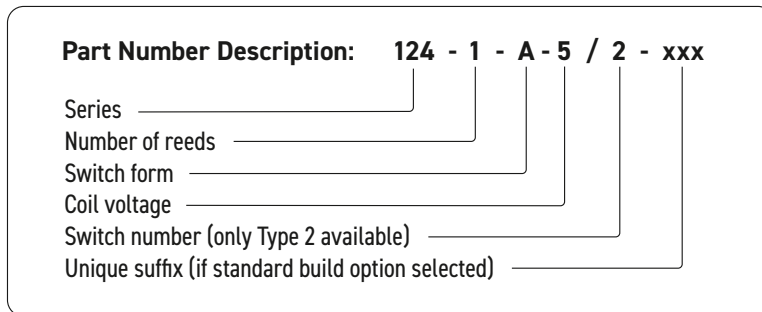 Part Number Description: 124 - 1 - A - 5 / 2 - xxx
Series
Number of reeds
Switch form
Coil voltage
Switch number (only Type 2 available)
Unique suffix (if standard build option selected)